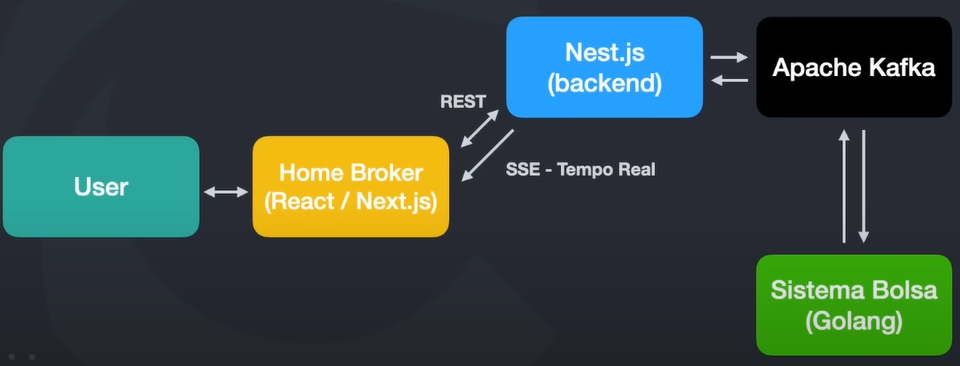 Nest.js
(backend)
Apache Kafka
REST
User
Home Broker
(React / Next.js)
SSE - Tempo Real
Sistema Bolsa
(Golang)